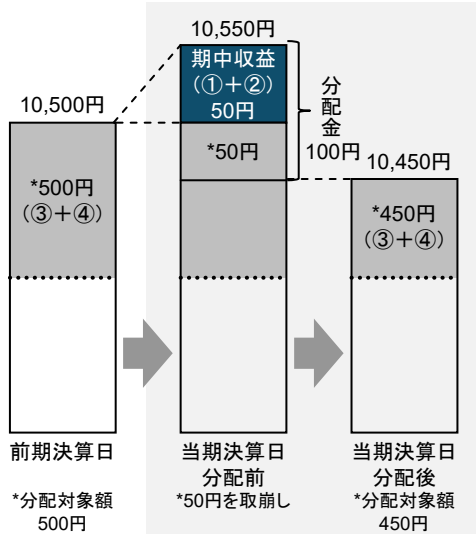 10,550円
期中収益
(①+②)
50円
分配金
100円
10,500円
*500円
(③+④)
*50円
10,450円
*450円
(③+④)
前期決算日
*分配対象額
500円
当期決算日
分配前
*50円を取崩し
当期決算日
分配後
*分配対象額
450円